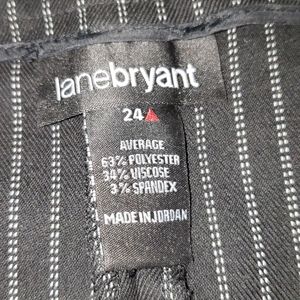 lanebryant
24▲
AVERAGE
63% POLYESTER
34% VISCOSE
3% SPANDEX
MADE IN JORDAN